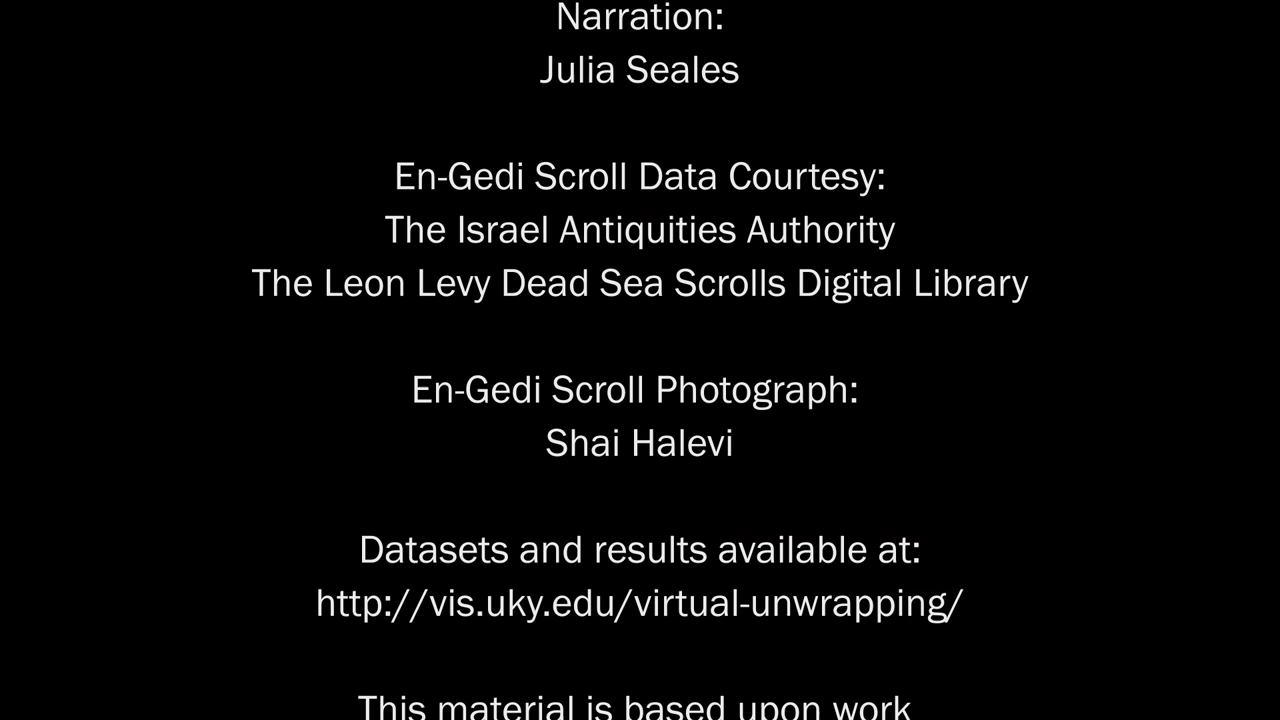 Narration:
Julia Seales
En-Gedi Scroll Data Courtesy:
The Israel Antiquities Authority
The Leon Levy Dead Sea Scrolls Digital Library
En-Gedi Scroll Photograph:
Shai Halevi
Datasets and results available at:
http://vis.uky.edu/virtual-unwrapping/
This material is based upon work